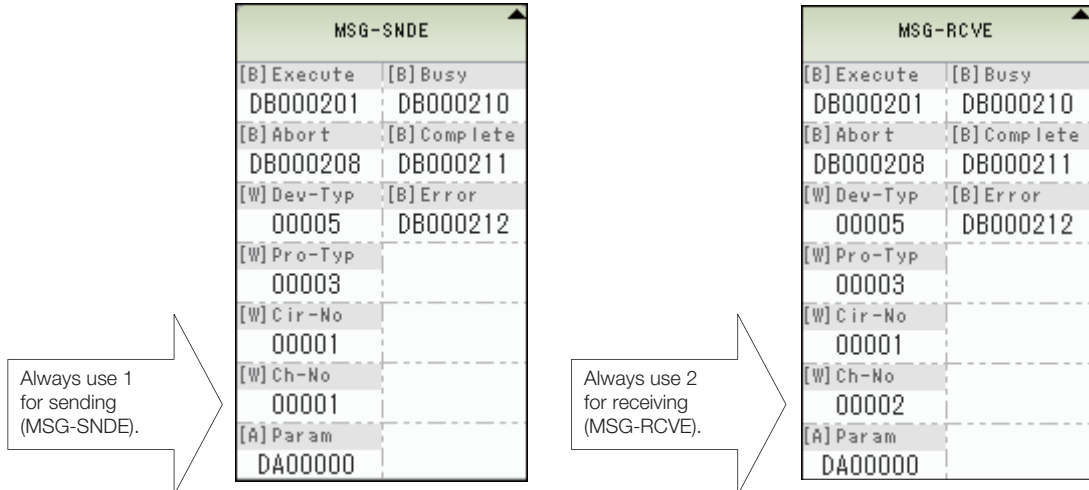 MSG-SNDE
[B]Execute [B]Busy
DB000201 DB000210
[B]Abort [B]Complete
DB000208 DB000211
[W]Dev-Typ [B]Error
00005 DB000212
[W]Pro-Typ
00003
[W]Cir-No
00001
[W]Ch-No
00001
[A]Param
DA00000
Always use 1
for sending
(MSG-SNDE).
MSG-RCVE
[B]Execute [B]Busy
DB000201 DB000210
[B]Abort [B]Complete
DB000208 DB000211
[W]Dev-Typ [B]Error
00005 DB000212
[W]Pro-Typ
00003
[W]Cir-No
00001
[W]Ch-No
00002
[A]Param
DA00000
Always use 2
for receiving
(MSG-RCVE).